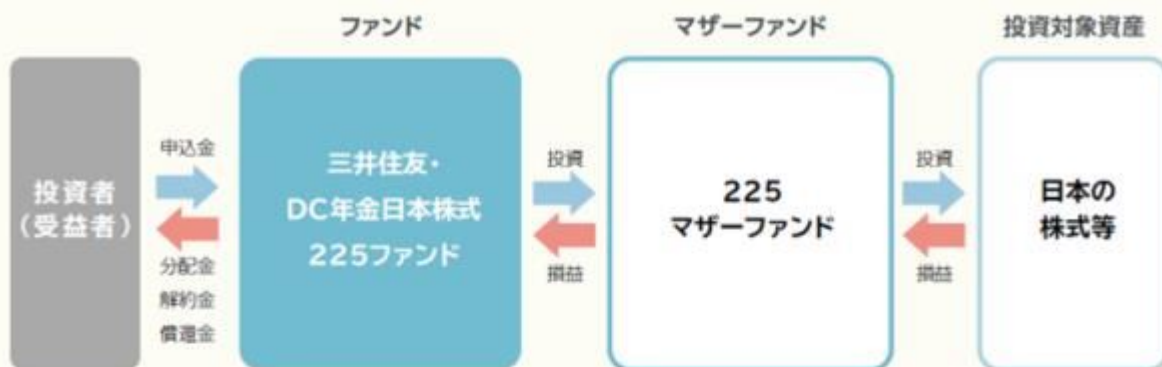 ファンド
マザーファンド
投資対象資産
投資者
（受益者）
申込金
分配金
解約金
償還金
三井住友・
DC年金日本株式
225ファンド
投資
損益
225
マザーファンド
投資
損益
日本の
株式等